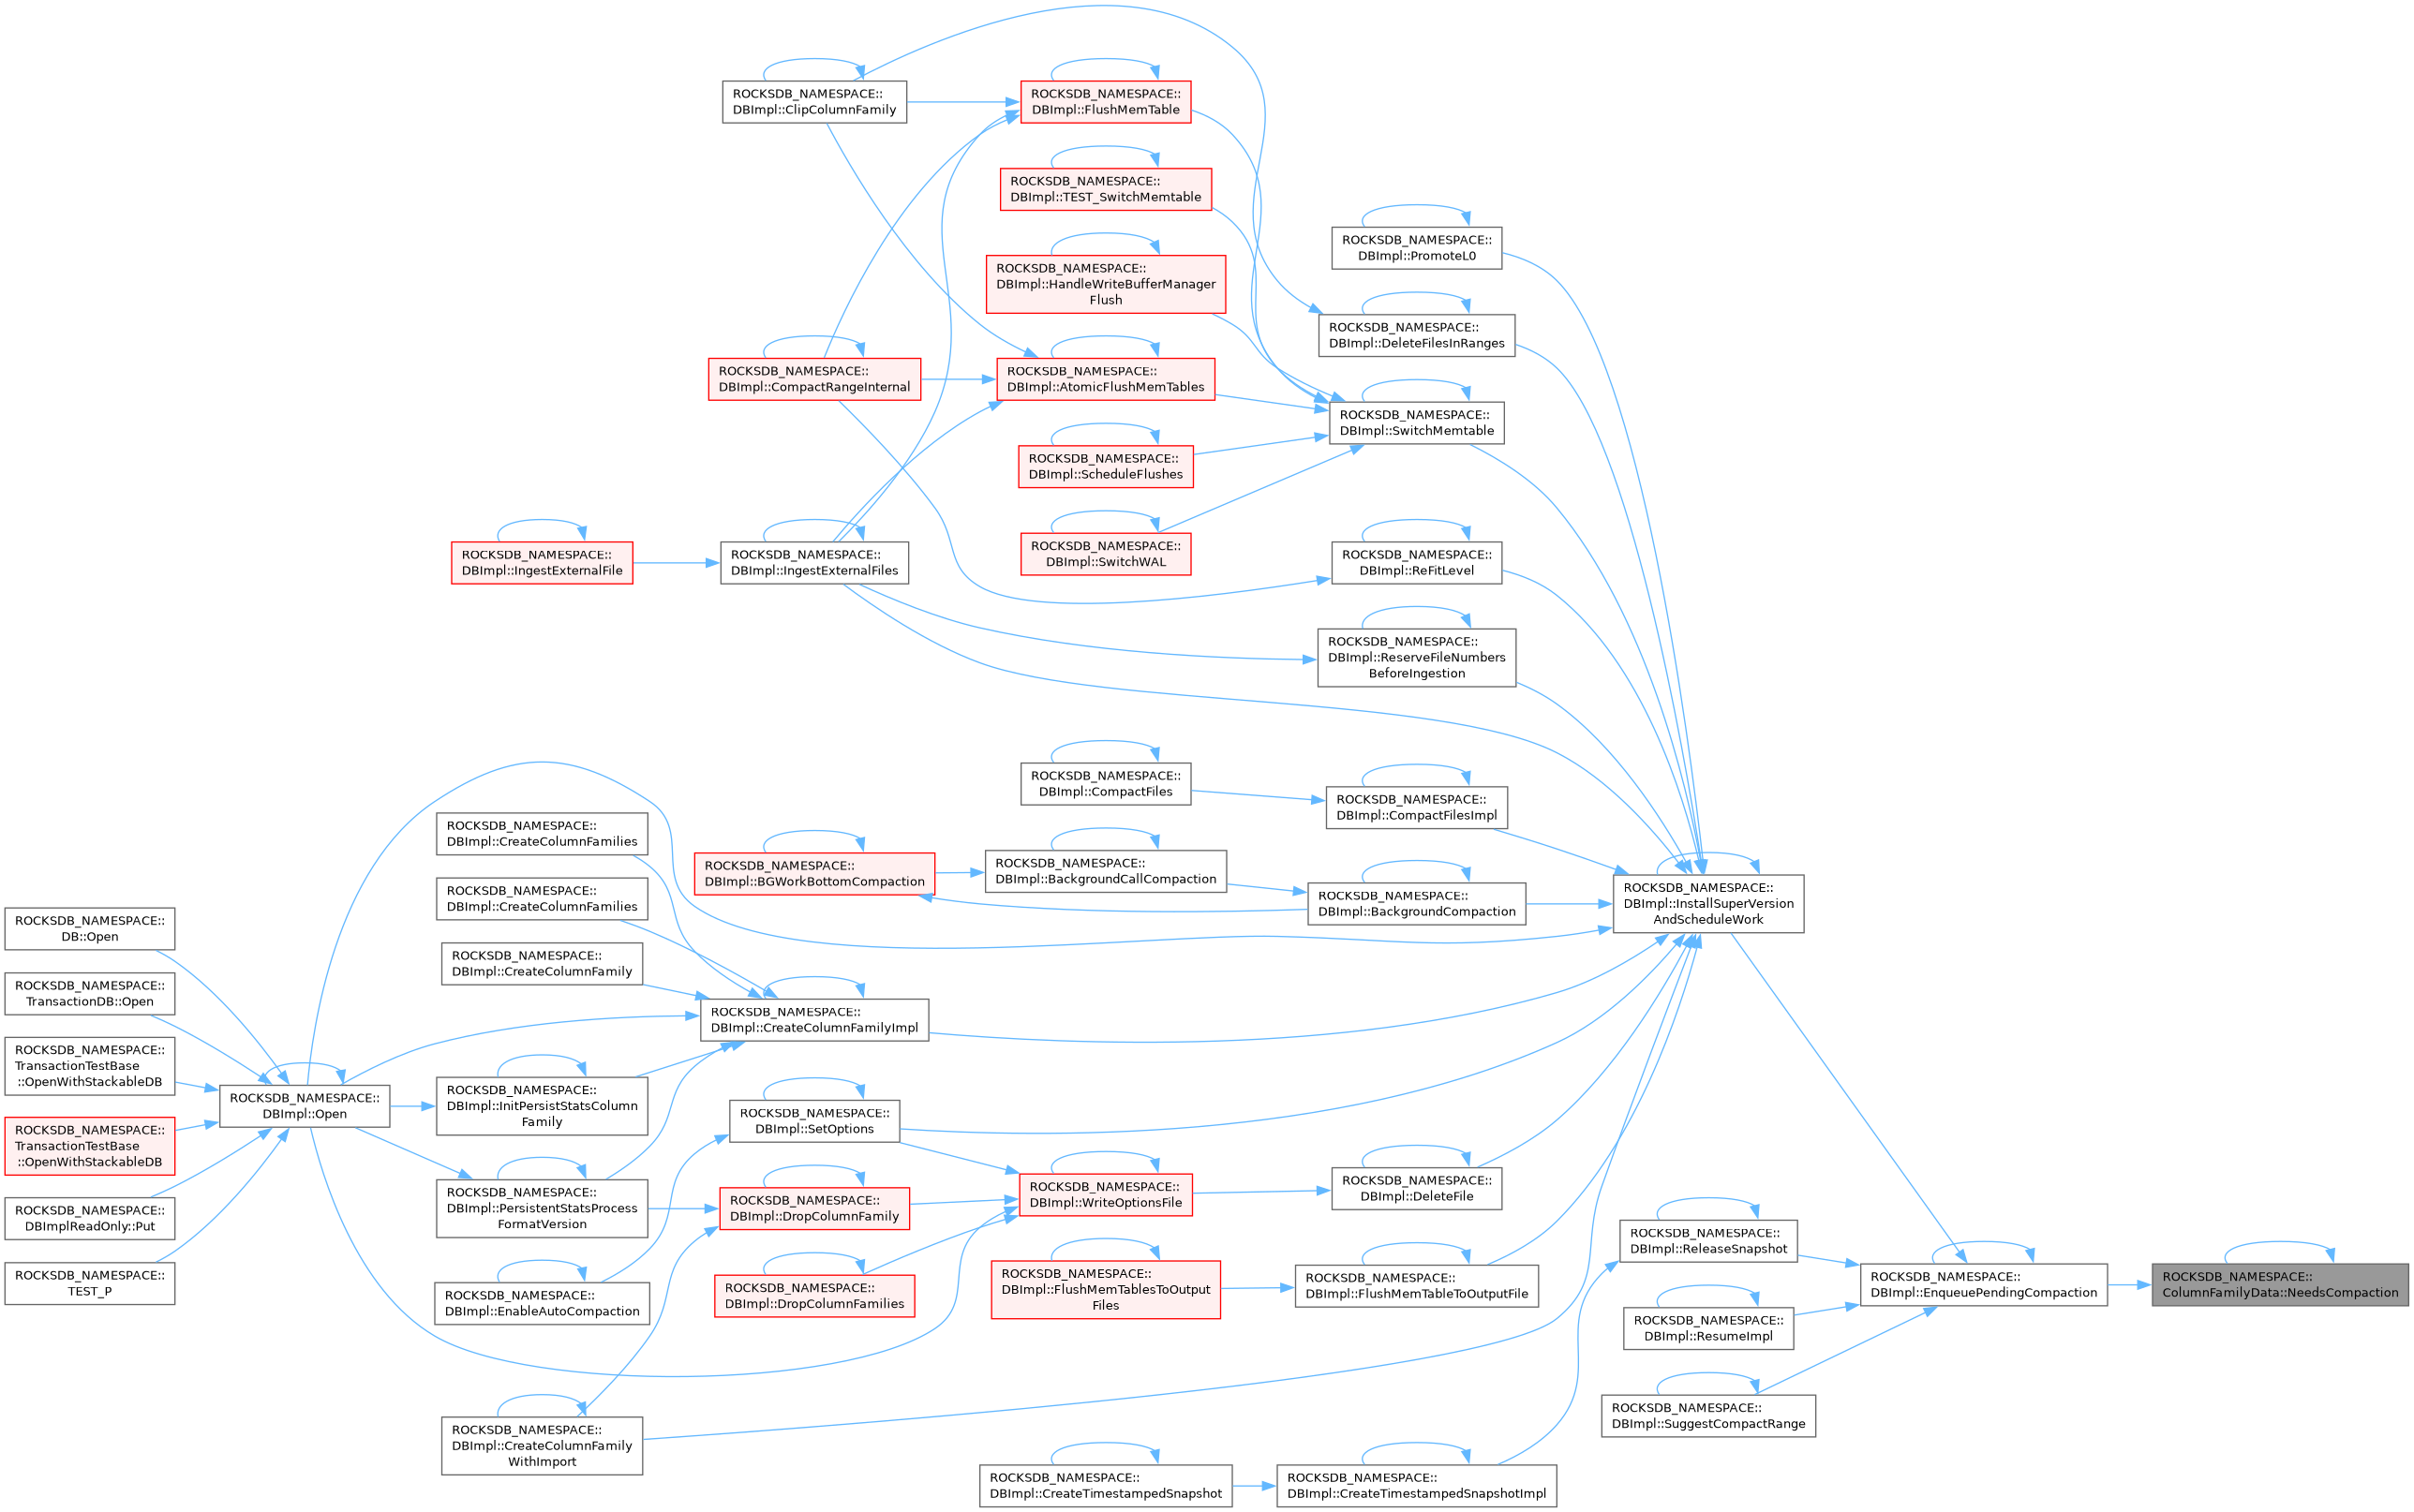 ROCKSDB_NAMESPACE::
DBImpl::ClipColumnFamily
ROCKSDB_NAMESPACE::
DBImpl::FlushMemTable
ROCKSDB_NAMESPACE::
DBImpl::TEST_SwitchMemtable
ROCKSDB_NAMESPACE::
DBImpl::PromoteL0
ROCKSDB_NAMESPACE::
DBImpl::HandleWriteBufferManager
Flush
ROCKSDB_NAMESPACE::
DBImpl::DeleteFilesInRanges
ROCKSDB_NAMESPACE::
DBImpl::CompactRangeInternal
ROCKSDB_NAMESPACE::
DBImpl::AtomicFlushMemTables
ROCKSDB_NAMESPACE::
DBImpl::SwitchMemtable
ROCKSDB_NAMESPACE::
DBImpl::ScheduleFlushes
ROCKSDB_NAMESPACE::
DBImpl::IngestExternalFile
ROCKSDB_NAMESPACE::
DBImpl::IngestExternalFiles
ROCKSDB_NAMESPACE::
DBImpl::SwitchWAL
ROCKSDB_NAMESPACE::
DBImpl::ReFitLevel
ROCKSDB_NAMESPACE::
DBImpl::ReserveFileNumbers
BeforeIngestion
ROCKSDB_NAMESPACE::
DBImpl::CompactFiles
ROCKSDB_NAMESPACE::
DBImpl::CompactFilesImpl
ROCKSDB_NAMESPACE::
DBImpl::CreateColumnFamilies
ROCKSDB_NAMESPACE::
DBImpl::BGWorkBottomCompaction
ROCKSDB_NAMESPACE::
DBImpl::BackgroundCallCompaction
ROCKSDB_NAMESPACE::
DBImpl::BackgroundCompaction
ROCKSDB_NAMESPACE::
DBImpl::InstallSuperVersion
AndScheduleWork
ROCKSDB_NAMESPACE::
DBImpl::CreateColumnFamilies
ROCKSDB_NAMESPACE::
DB::Open
ROCKSDB_NAMESPACE::
DBImpl::CreateColumnFamily
ROCKSDB_NAMESPACE::
TransactionDB::Open
ROCKSDB_NAMESPACE::
DBImpl::CreateColumnFamilyImpl
ROCKSDB_NAMESPACE::
TransactionTestBase
::OpenWithStackableDB
ROCKSDB_NAMESPACE::
DBImpl::Open
ROCKSDB_NAMESPACE::
DBImpl::InitPersistStatsColumn
Family
ROCKSDB_NAMESPACE::
DBImpl::SetOptions
ROCKSDB_NAMESPACE::
TransactionTestBase
::OpenWithStackableDB
ROCKSDB_NAMESPACE::
DBImpl::PersistentStatsProcess
FormatVersion
ROCKSDB_NAMESPACE::
DBImpl::DropColumnFamily
ROCKSDB_NAMESPACE::
DBImpl::WriteOptionsFile
ROCKSDB_NAMESPACE::
DBImpl::DeleteFile
ROCKSDB_NAMESPACE::
DBImplReadOnly::Put
ROCKSDB_NAMESPACE::
DBImpl::ReleaseSnapshot
ROCKSDB_NAMESPACE::
TEST_P
ROCKSDB_NAMESPACE::
DBImpl::EnableAutoCompaction
ROCKSDB_NAMESPACE::
DBImpl::DropColumnFamilies
ROCKSDB_NAMESPACE::
DBImpl::FlushMemTablesToOutput
Files
ROCKSDB_NAMESPACE::
DBImpl::FlushMemTableToOutputFile
ROCKSDB_NAMESPACE::
DBImpl::EnqueuePendingCompaction
ROCKSDB_NAMESPACE::
ColumnFamilyData::NeedsCompaction
ROCKSDB_NAMESPACE::
DBImpl::ResumeImpl
ROCKSDB_NAMESPACE::
DBImpl::SuggestCompactRange
ROCKSDB_NAMESPACE::
DBImpl::CreateColumnFamily
WithImport
ROCKSDB_NAMESPACE::
DBImpl::CreateTimestampedSnapshot
ROCKSDB_NAMESPACE::
DBImpl::CreateTimestampedSnapshotImpl